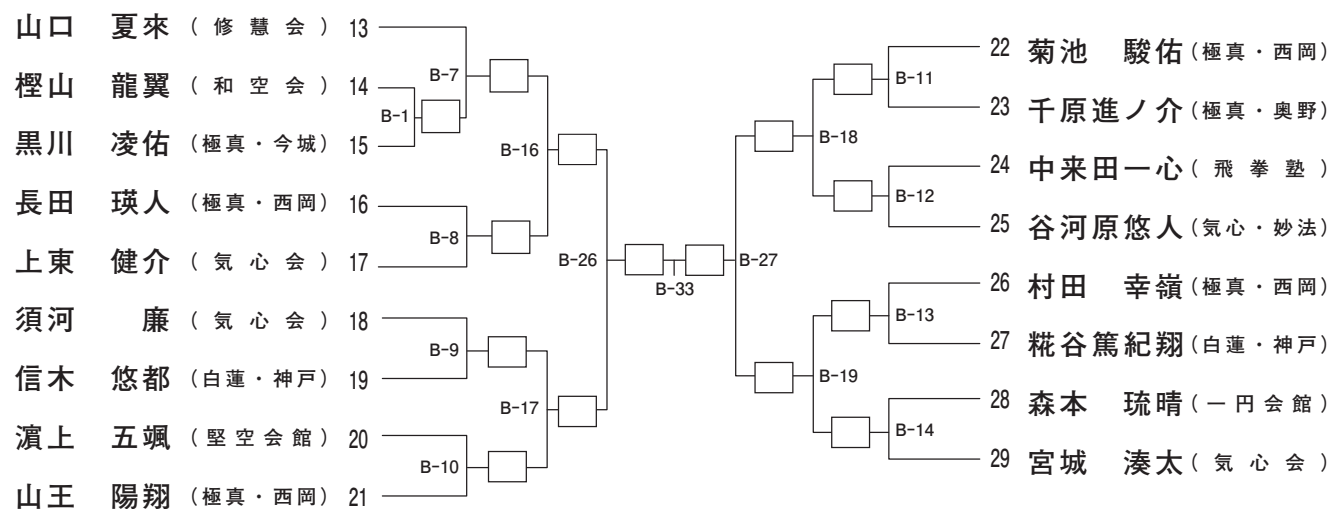 山口　夏來 （ 修 慧 会 ） 13
樫山　龍翼 （ 和 空 会 ） 14
黒川　凌佑 （極真・今城） 15
長田　瑛人 （極真・西岡） 16
上東　健介 （ 気 心 会 ） 17
須河　　廉 （ 気 心 会 ） 18
信木　悠都 （白蓮・神戸） 19
濵上　五颯 （堅空会館） 20
山王　陽翔 （極真・西岡） 21
B-7
B-1
B-16
B-8
B-26
B-9
B-17
B-10
B-33
B-11
B-18
B-12
B-27
B-13
B-19
B-14
22 菊池　駿佑 （極真・西岡）
23 千原進ノ介 （極真・奥野）
24 中来田一心 （ 飛 拳 塾 ）
25 谷河原悠人 （気心・妙法）
26 村田　幸嶺 （極真・西岡）
27 糀谷篤紀翔 （白蓮・神戸）
28 森本　琉晴 （一円会館）
29 宮城　湊太 （ 気 心 会 ）